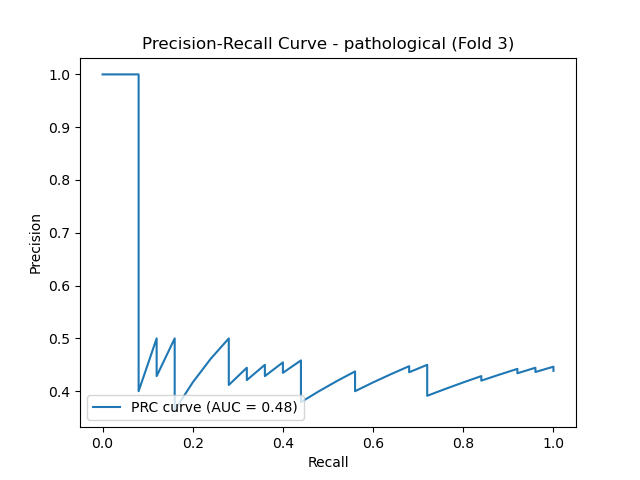 Precision-Recall Curve - pathological (Fold 3)
1.0
0.9
0.8
0.7
0.6
0.5
0.4
Precision
PRC curve (AUC = 0.48)
0.0 0.2 0.4 0.6 0.8 1.0
Recall